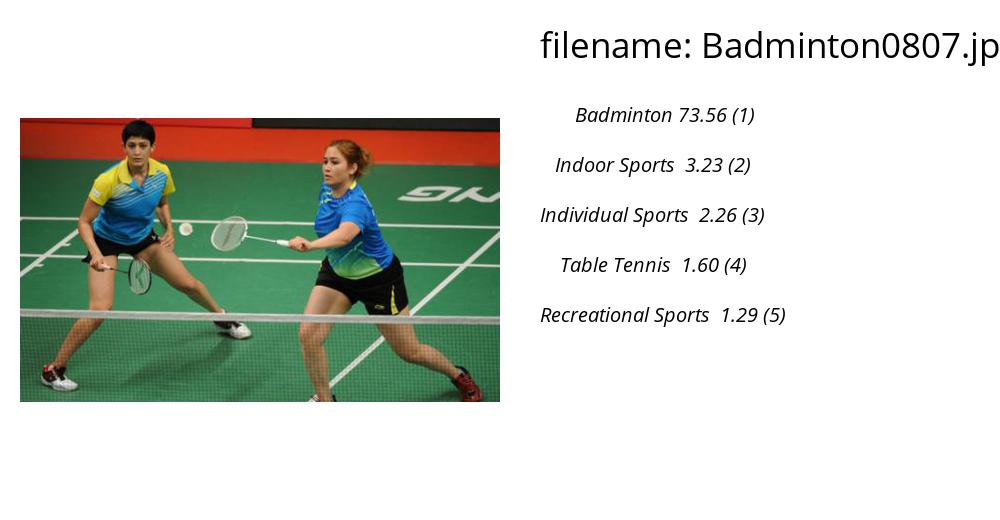 filename: Badminton0807.jp
Badminton 73.56 (1)
Indoor Sports 3.23 (2)
Individual Sports 2.26 (3)
Table Tennis 1.60 (4)
Recreational Sports 1.29 (5)
NG